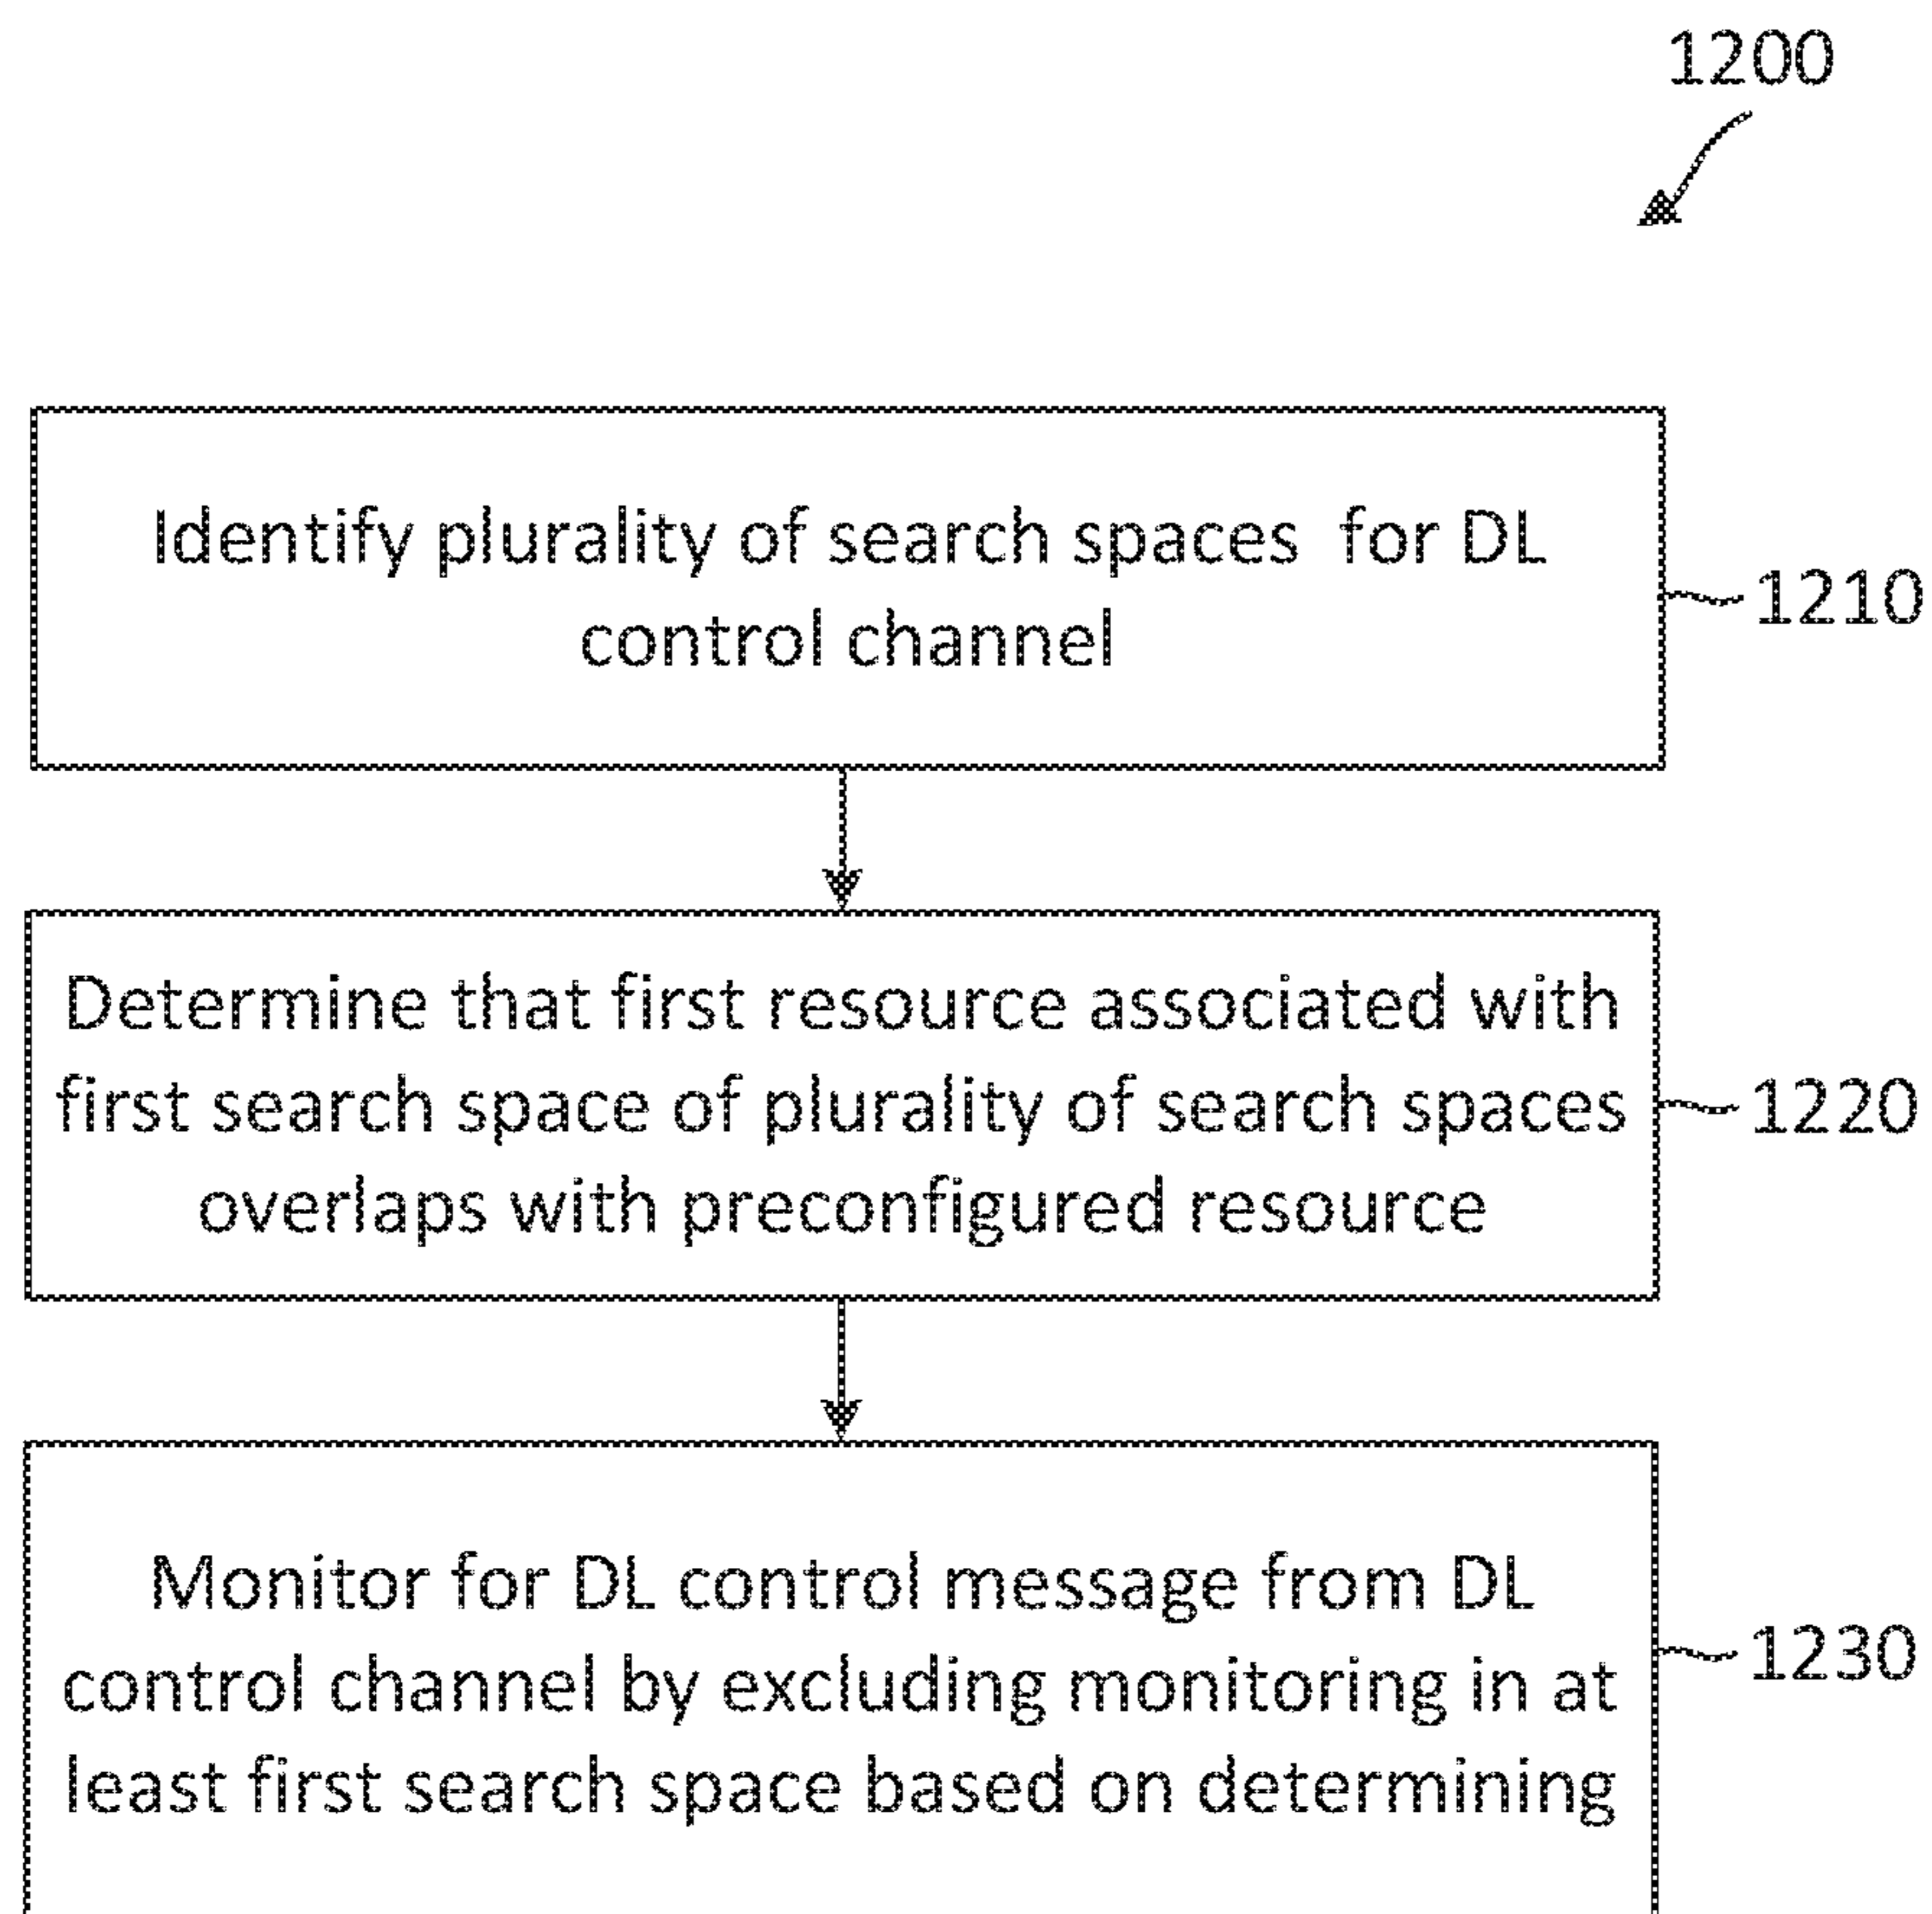 1200
Identify plurality of search spaces for DL
control channel
1210
Determine that first resource associated with
first search space of plurality of search spaces
overlaps with preconfigured resource
1220
Monitor for DL control message from DL
control channel by excluding monitoring in at
least first search space based on determining
1230